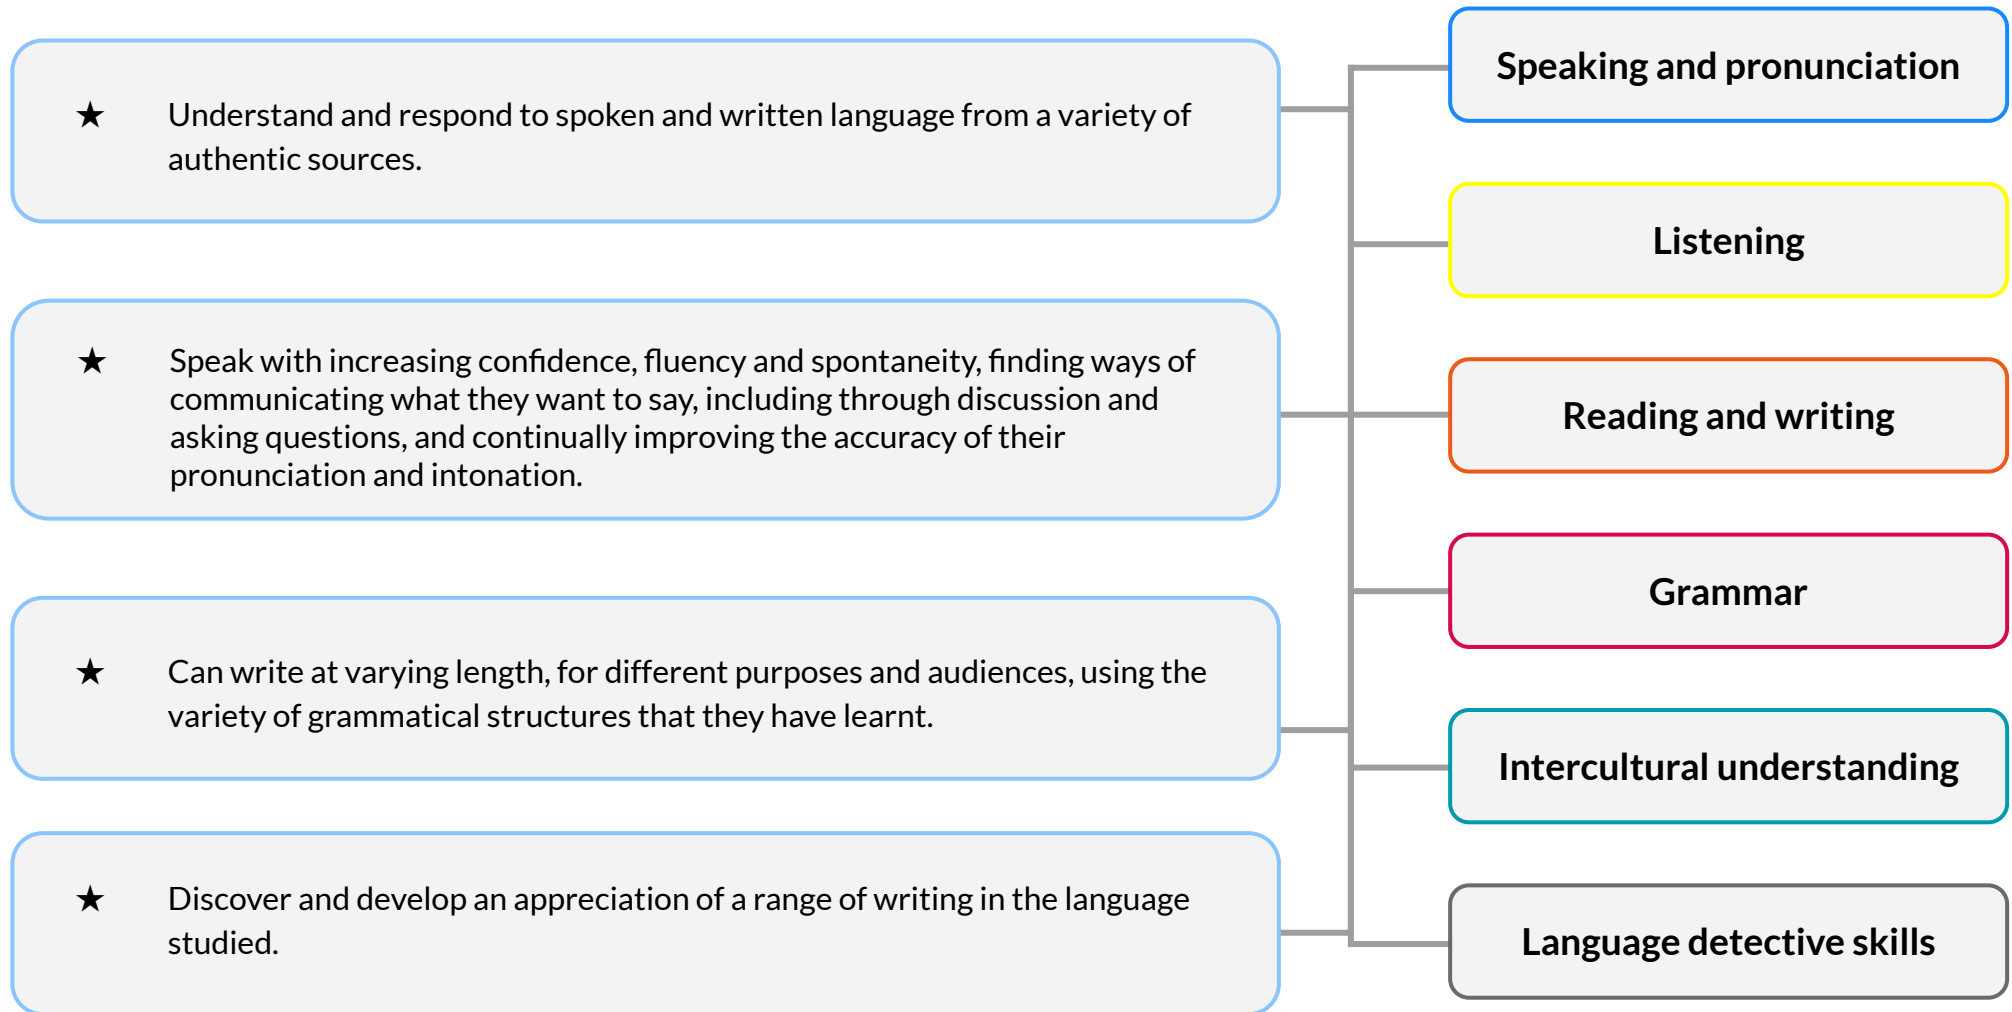 ★ Understand and respond to spoken and written language from a variety of
authentic sources.
★ Speak with increasing confidence, fluency and spontaneity, finding ways of
communicating what they want to say, including through discussion and
asking questions, and continually improving the accuracy of their
pronunciation and intonation.
★ Can write at varying length, for different purposes and audiences, using the
variety of grammatical structures that they have learnt.
★ Discover and develop an appreciation of a range of writing in the language
studied.
Speaking and pronunciation
Listening
Reading and writing
Grammar
Intercultural understanding
Language detective skills